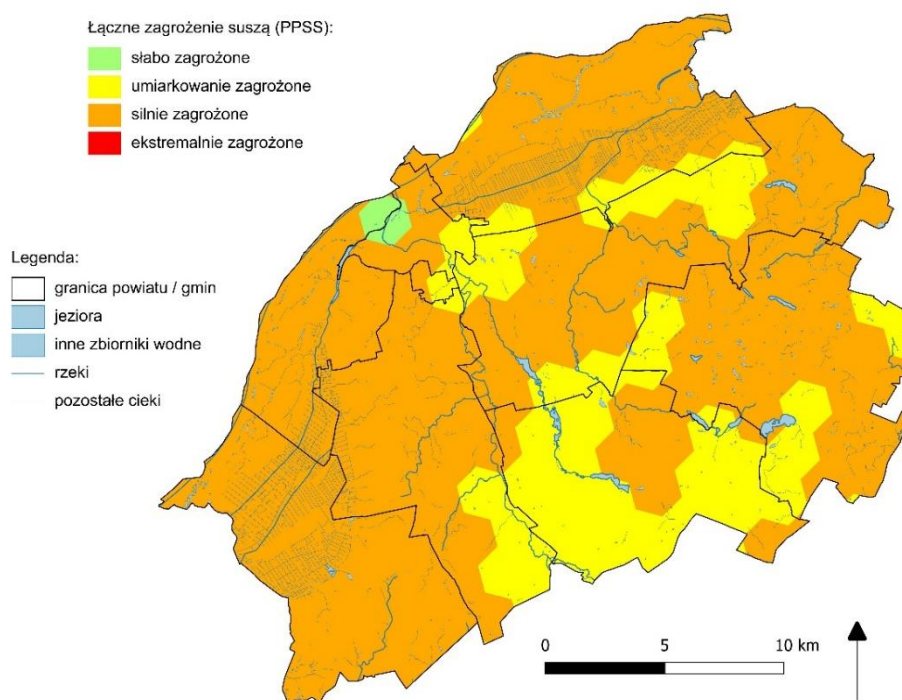 Łączne zagrożenie suszą (PPSS):
słabo zagrożone
umiarkowanie zagrożone
silnie zagrożone
ekstremalnie zagrożone
Legenda:
granica powiatu / gmin
jeziora
inne zbiorniki wodne
rzeki
pozostałe cieki
0 5 10 km